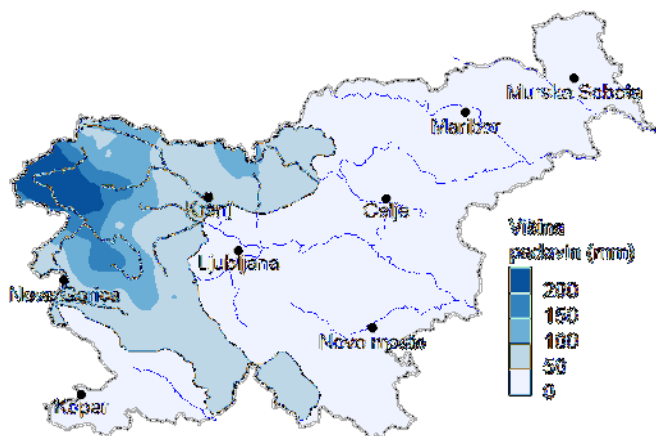 Murska Sobota
Maribor
Kranj
Celje
Ljubljana
Višina
padavin (mm)
Nova Gorica
200
150
100
Novo mesto
50
0
Koper